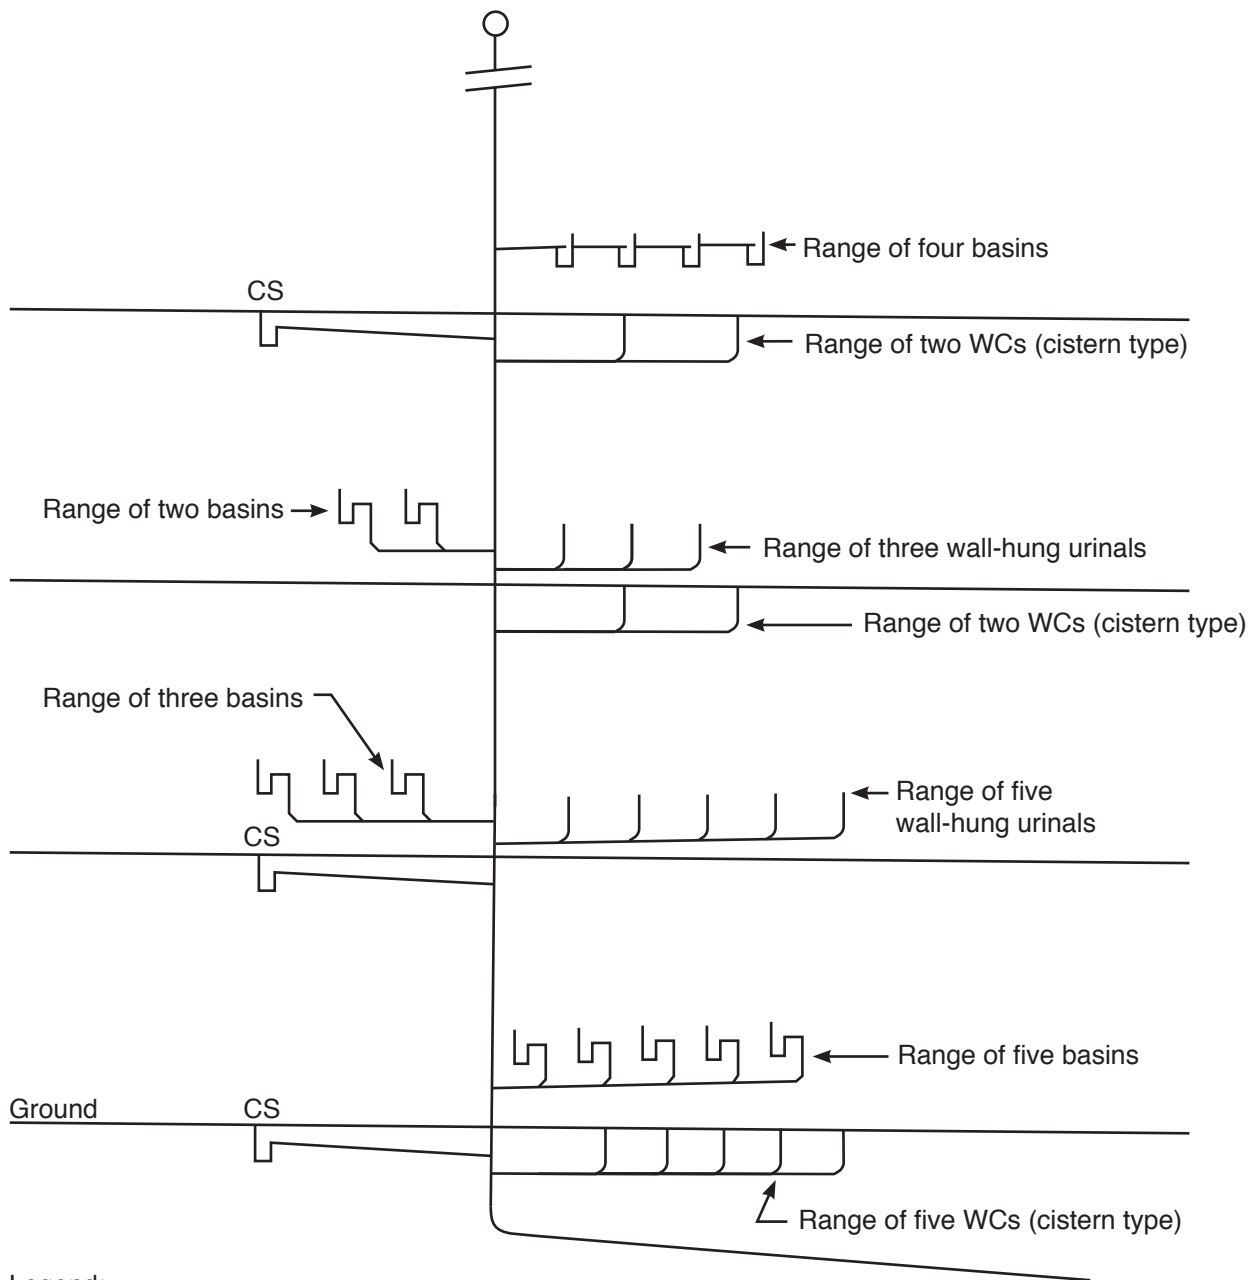 Range of four basins
CS
Range of two WCs (cistern type)
Range of two basins
Range of three wall-hung urinals
Range of two WCs (cistern type)
Range of three basins
Range of five
wall-hung urinals
CS
Range of five basins
Ground
CS
Range of five WCs (cistern type)
Legend: